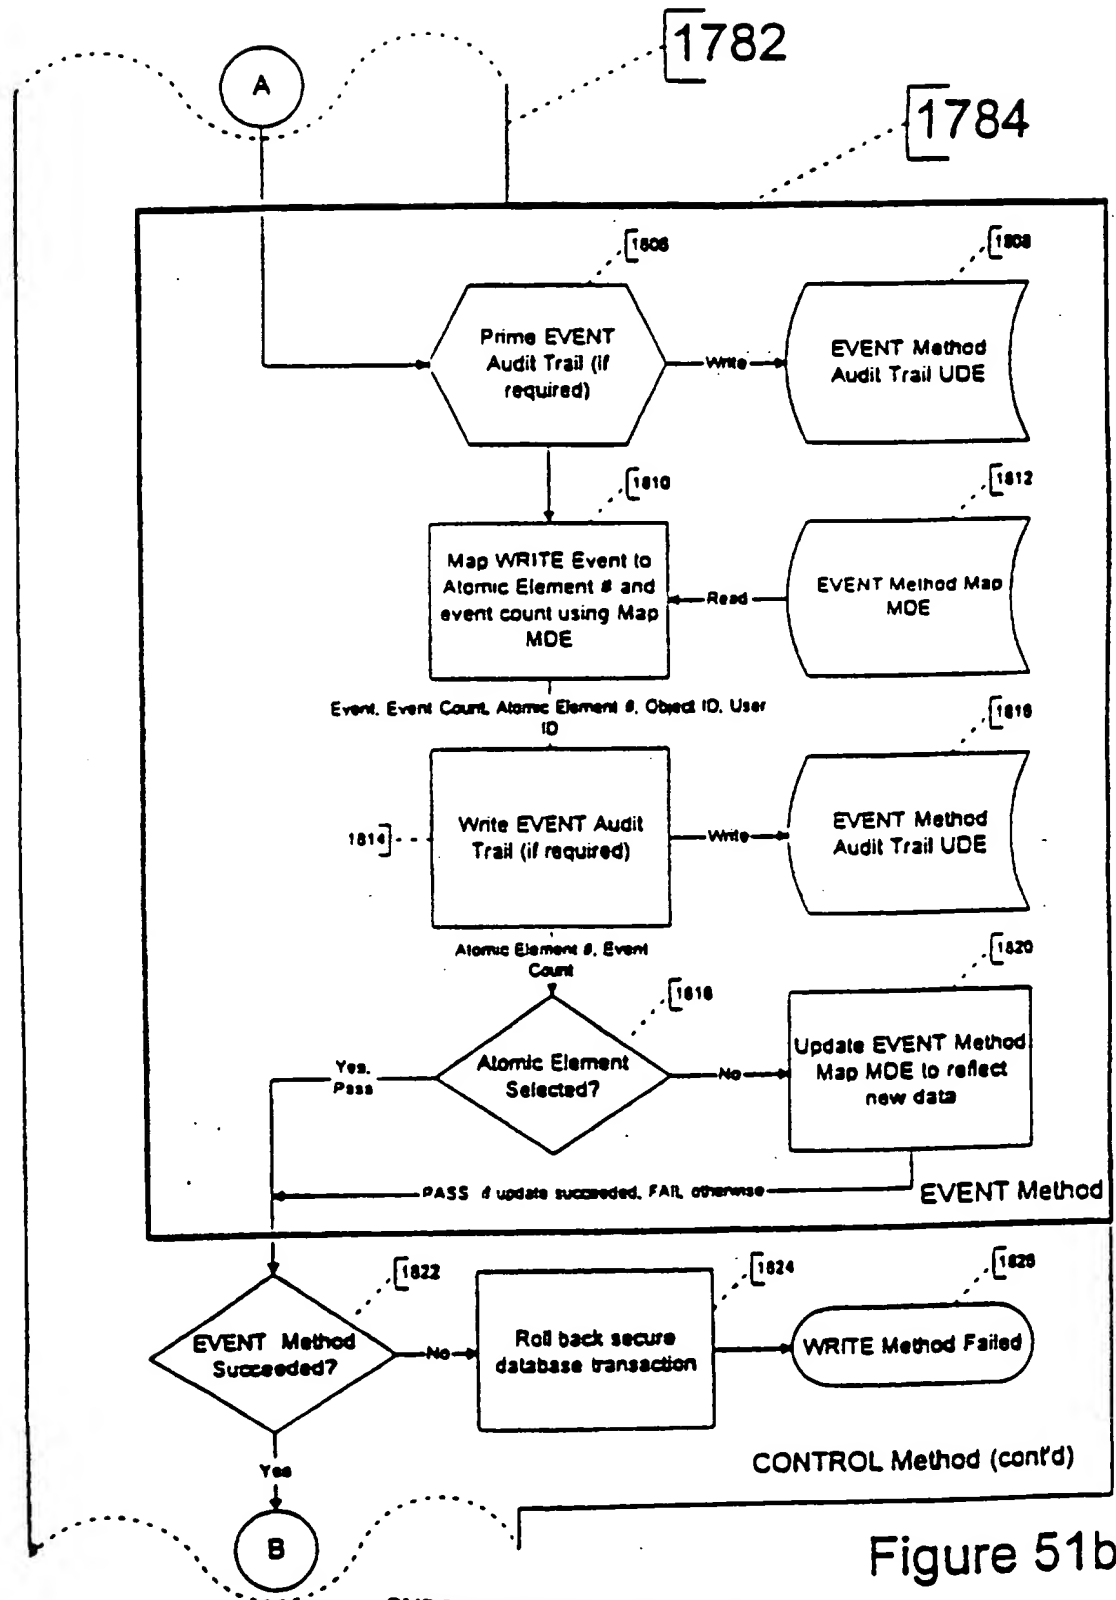 1782
A
1784
1806
1808
Prime EVENT
Audit Trail (if
required)
Write
EVENT Method
Audit Trail UDE
1810
1812
Map WRITE Event to
Atomic Element # and
event count using Map
MDE
Read
EVENT Method Map
MDE
Event, Event Count, Atomic Element #, Object ID, User
ID
1816
1814
Write EVENT Audit
Trail (if required)
Write
EVENT Method
Audit Trail UDE
Atomic Element #, Event
Count
1820
1818
Yes,
Pass
Atomic Element
Selected?
No
Update EVENT Method
Map MDE to reflect
new data
PASS if update succeeded, FAIL otherwise
EVENT Method
1822
1824
1826
EVENT Method
Succeeded?
No
Roll back secure
database transaction
WRITE Method Failed
Yes
CONTROL Method (cont'd)
B
Figure 51b